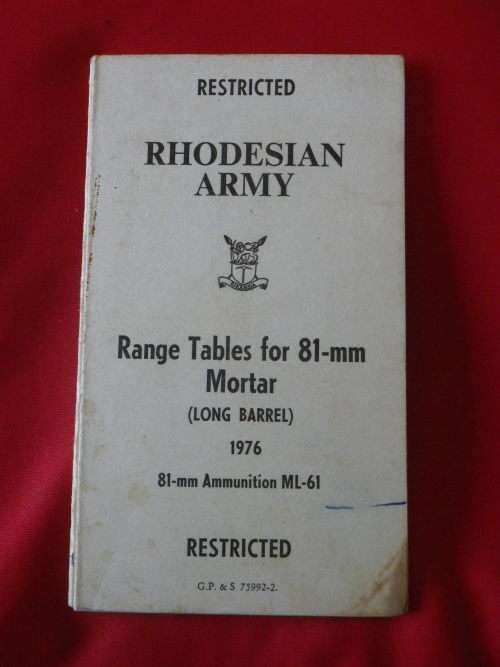 RESTRICTED
RHODESIAN
ARMY
Range Tables for 81-mm
Mortar
(LONG BARREL)
1976
81-mm Ammunition ML-61
RESTRICTED
G.P. & S 75992-2.